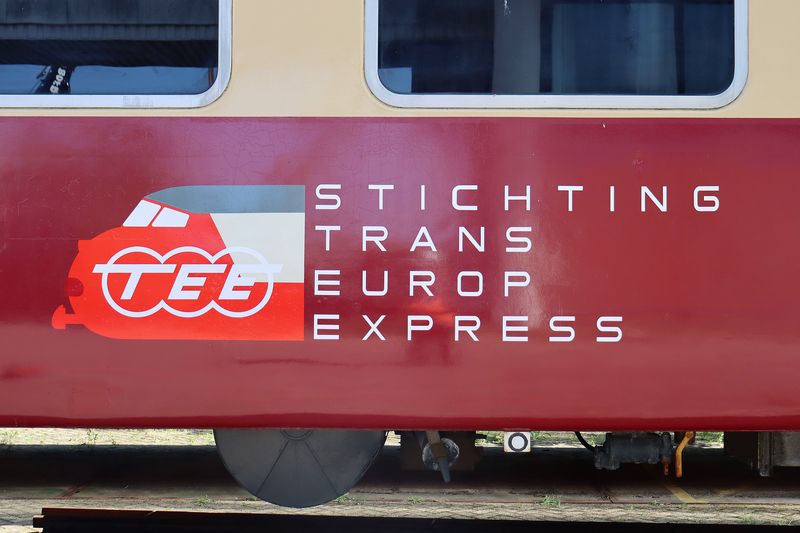 STICHTING
TRANS
EUROP
EXPRESS
TEE